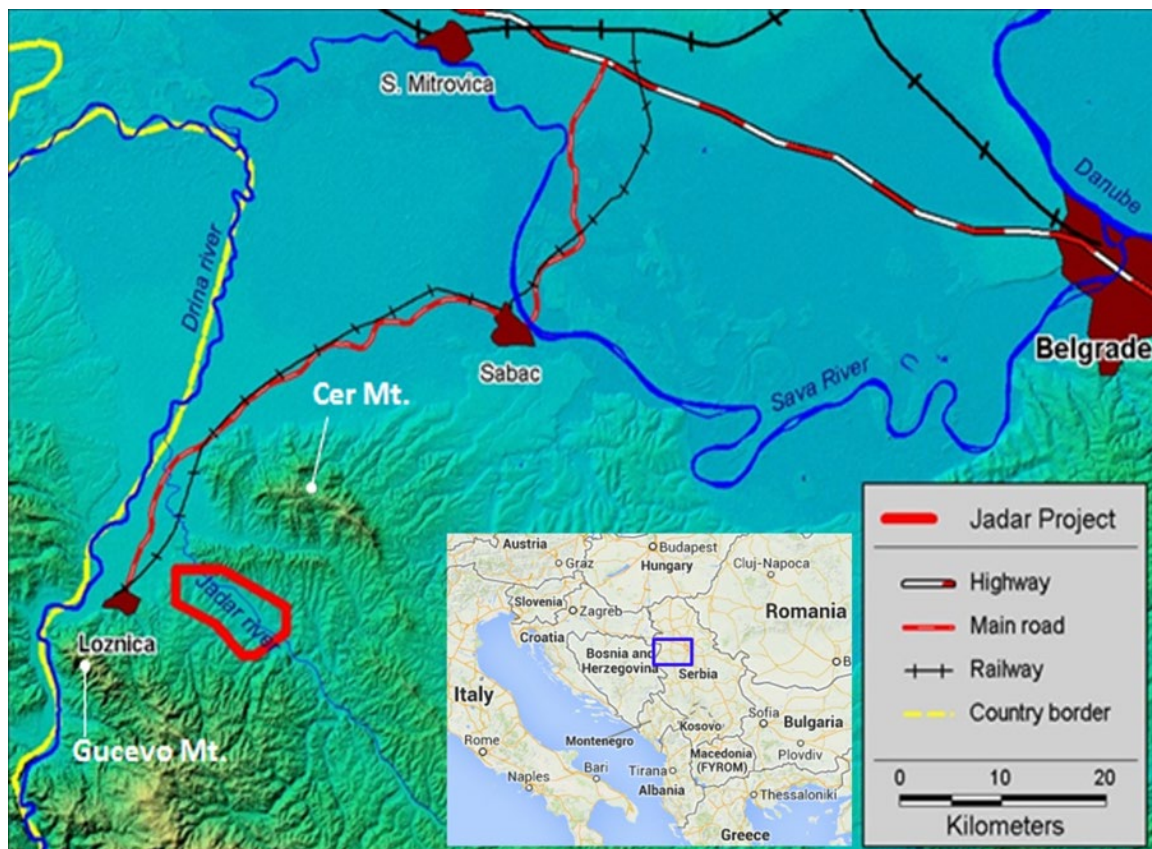 S. Mitrovica
Danube
Drina river
Belgrade
Sabac
Sava River
Cer Mt.
Jadar river
Loznica
Gucevo Mt.
Austria
Budapest
Graz
Hungary
Cluj-Napoca
Slovenia
Zagreb
Romania
Croatia
Bosnia and
Herzegovina
B
Serbia
Italy
Kosovo
Sofia
Bulgaria
Montenegro
Rome
Macedonia
(FYROM)
Plovdiv
Bari
Tirana
Naples
Albania
Thessaloniki
Greece
Jadar Project
Highway
Main road
Railway
Country border
0 10 20
Kilometers